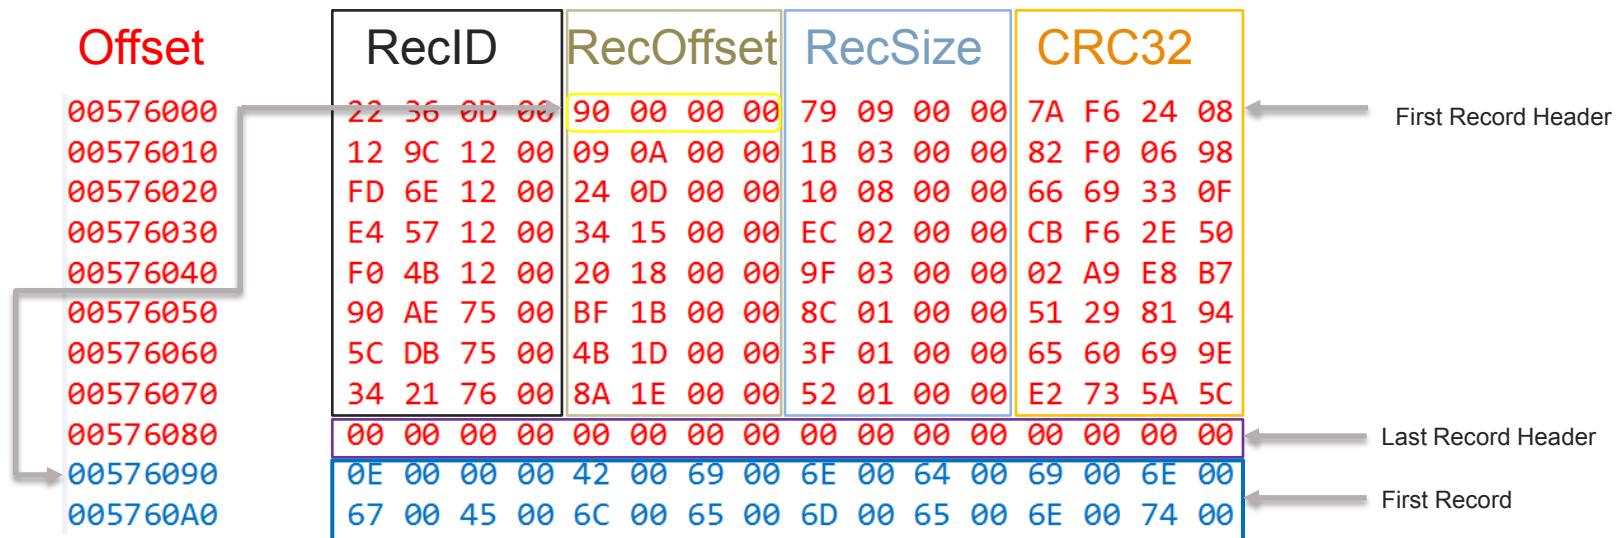 Offset RecID RecOffset RecSize CRC32
00576000 22 36 0D 00 90 00 00 00 79 09 00 00 7A F6 24 08 First Record Header
00576010 12 9C 12 00 09 0A 00 00 1B 03 00 00 82 F0 06 98
00576020 FD 6E 12 00 24 0D 00 00 10 08 00 00 66 69 33 0F
00576030 E4 57 12 00 34 15 00 00 EC 02 00 00 CB F6 2E 50
00576040 F0 4B 12 00 20 18 00 00 9F 03 00 00 02 A9 E8 B7
00576050 90 AE 75 00 BF 1B 00 00 8C 01 00 00 51 29 81 94
00576060 5C DB 75 00 4B 1D 00 00 3F 01 00 00 65 60 69 9E
00576070 34 21 76 00 8A 1E 00 00 52 01 00 00 E2 73 5A 5C
00576080 00 00 00 00 00 00 00 00 00 00 00 00 00 00 00 00 Last Record Header
00576090 0E 00 00 00 42 00 69 00 6E 00 64 00 69 00 6E 00
005760A0 67 00 45 00 6C 00 65 00 6D 00 65 00 6E 00 74 00 First Record